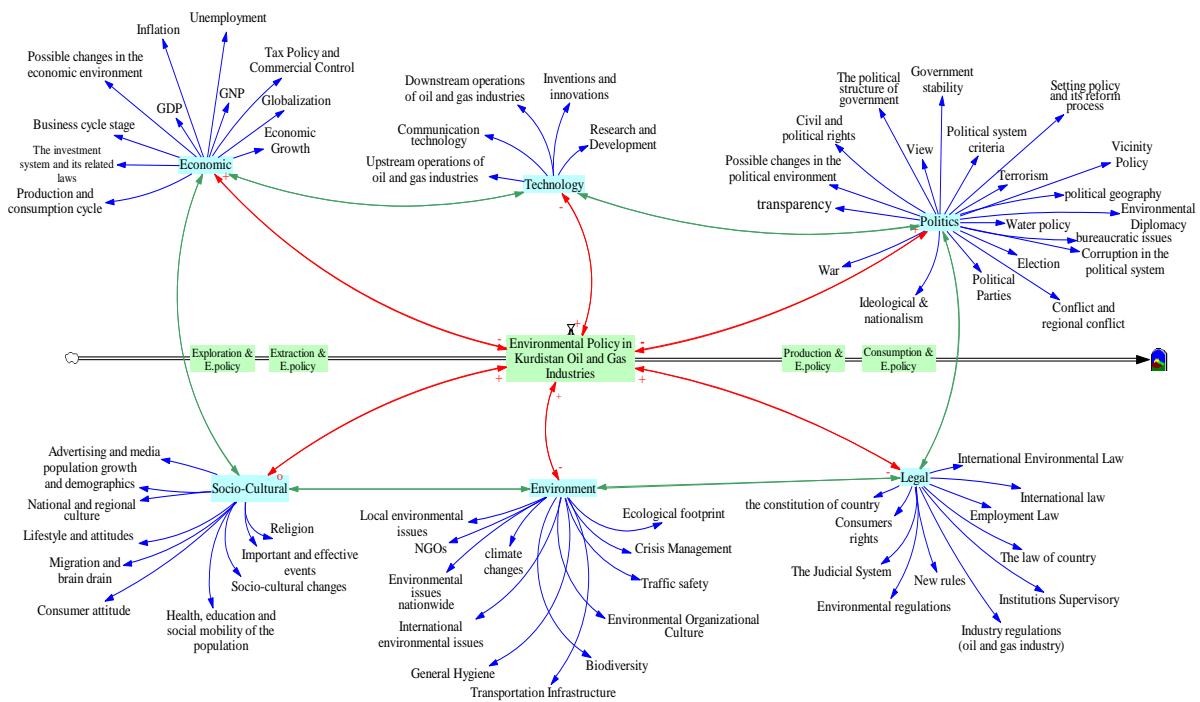 Unemployment
Inflation
Possible changes in the
economic environment
Tax Policy and
Commercial Control
GDP
GNP
Globalization
Business cycle stage
Economic
Growth
The investment
system and its related
laws
Production and
consumption cycle
Economic
+
Downstream operations
of oil and gas industries
Inventions and
innovations
Communication
technology
Research and
Development
Upstream operations of
oil and gas industries
Technology
-
The political
structure of
government
Government
stability
Setting policy
and its reform
process
Civil and
political rights
View
Political system
criteria
Vicinity
Policy
Possible changes in the
political environment
Terrorism
political geography
transparency
Environmental
Diplomacy
Politics
+
Water policy
bureaucratic issues
Corruption in the
political system
War
Election
Political
Parties
Ideological &
nationalism
Conflict and
regional conflict
+
-
-
Environmental Policy in
Kurdistan Oil and Gas
Industries
+
+
+
Exploration &
E.policy
Extraction &
E.policy
Production &
E.policy
Consumption &
E.policy
Advertising and media
population growth
and demographics
National and regional
culture
Lifestyle and attitudes
Migration and
brain drain
Consumer attitude
Socio-Cultural
o
Religion
Important and effective
events
Socio-cultural changes
Health, education and
social mobility of the
population
-
Environment
Local environmental
issues
NGOs
climate
changes
Environmental
issues
nationwide
International
environmental issues
General Hygiene
Transportation Infrastructure
Biodiversity
Environmental Organizational
Culture
Traffic safety
Crisis Management
Ecological footprint
-
Legal
International Environmental Law
International law
the constitution of country
Consumers
rights
Employment Law
The law of country
The Judicial System
New rules
Environmental regulations
Institutions Supervisory
Industry regulations
(oil and gas industry)